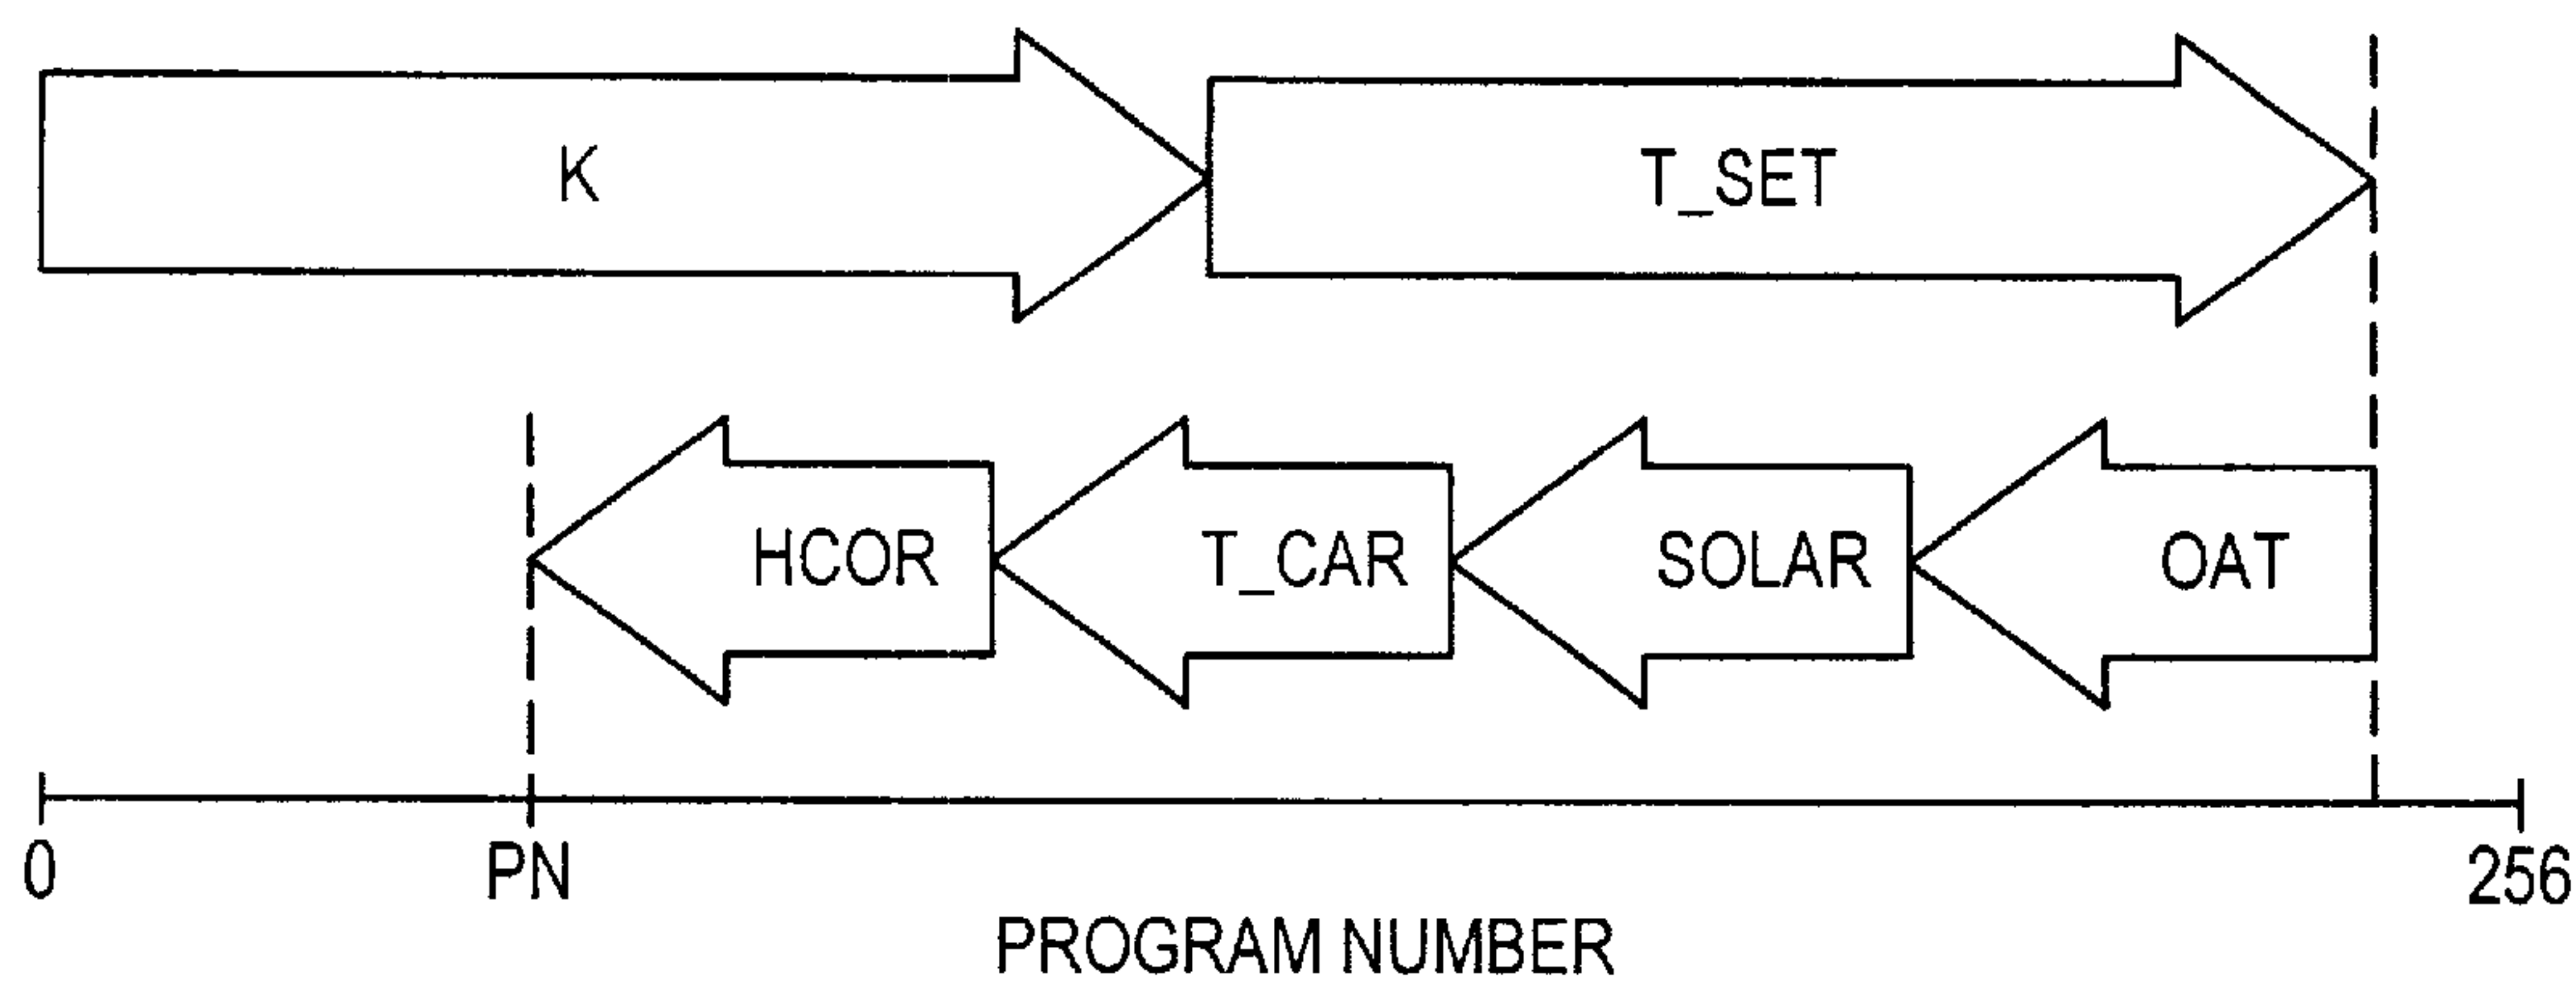 K
T_SET
HCOR
T_CAR
SOLAR
OAT
0
PN
256
PROGRAM NUMBER